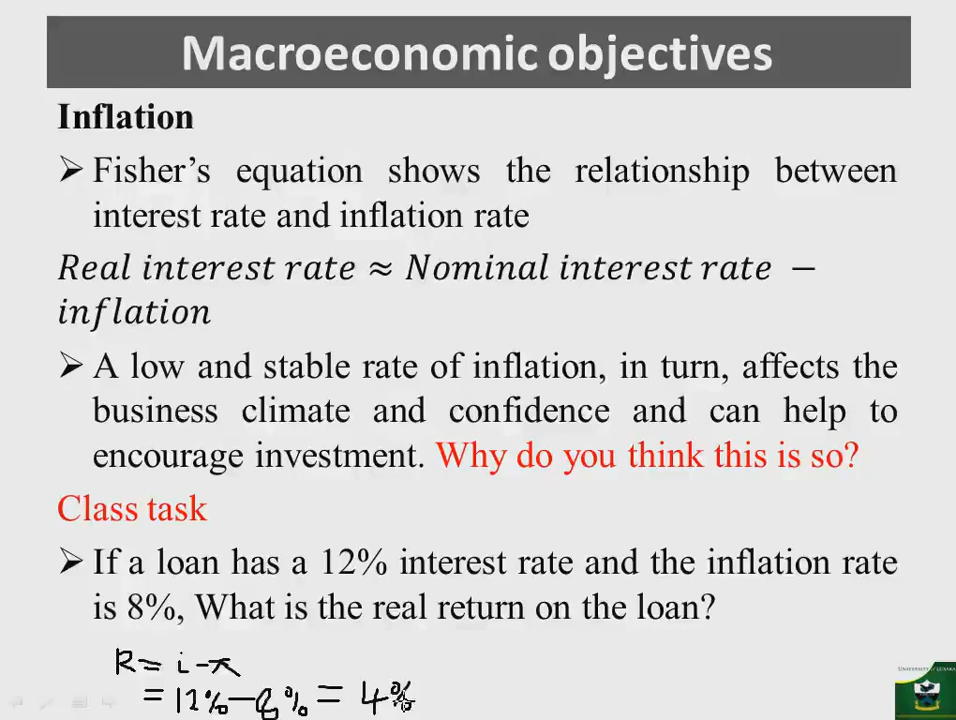 Macroeconomic objectives
Inflation
➢ Fisher's equation shows the relationship between
interest rate and inflation rate
Real interest rate ≈ Nominal interest rate −
inflation
➢ A low and stable rate of inflation, in turn, affects the
business climate and confidence and can help to
encourage investment. Why do you think this is so?
Class task
➢ If a loan has a 12% interest rate and the inflation rate
is 8%, What is the real return on the loan?
R = i - π
= 12% - 8% = 4%